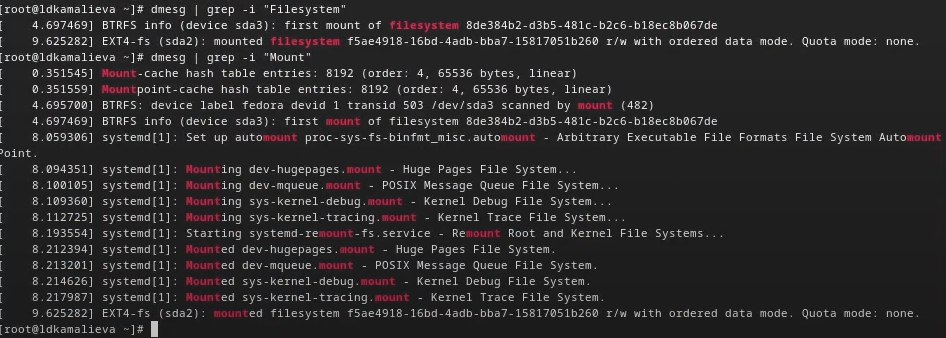 [root@ldkamalieva ~]# dmesg | grep -i "Filesystem"
[    4.697469] BTRFS info (device sda3): first mount of filesystem 8de384b2-d3b5-481c-b2c6-b18ec8b067de
[    9.625282] EXT4-fs (sda2): mounted filesystem f5ae4918-16bd-4adb-bba7-15817051b260 r/w with ordered data mode. Quota mode: none.
[root@ldkamalieva ~]# dmesg | grep -i "Mount"
[    0.351545] Mount-cache hash table entries: 8192 (order: 4, 65536 bytes, linear)
[    0.351559] Mountpoint-cache hash table entries: 8192 (order: 4, 65536 bytes, linear)
[    4.695700] BTRFS: device label fedora devid 1 transid 503 /dev/sda3 scanned by mount (482)
[    4.697469] BTRFS info (device sda3): first mount of filesystem 8de384b2-d3b5-481c-b2c6-b18ec8b067de
[    8.059306] systemd[1]: Set up automount proc-sys-fs-binfmt_misc.automount - Arbitrary Executable File Formats File System Automount
Point.
[    8.094351] systemd[1]: Mounting dev-hugepages.mount - Huge Pages File System...
[    8.100105] systemd[1]: Mounting dev-mqueue.mount - POSIX Message Queue File System...
[    8.109360] systemd[1]: Mounting sys-kernel-debug.mount - Kernel Debug File System...
[    8.112725] systemd[1]: Mounting sys-kernel-tracing.mount - Kernel Trace File System...
[    8.193554] systemd[1]: Starting systemd-remount-fs.service - Remount Root and Kernel File Systems...
[    8.212394] systemd[1]: Mounted dev-hugepages.mount - Huge Pages File System.
[    8.213201] systemd[1]: Mounted dev-mqueue.mount - POSIX Message Queue File System.
[    8.214626] systemd[1]: Mounted sys-kernel-debug.mount - Kernel Debug File System.
[    8.217987] systemd[1]: Mounted sys-kernel-tracing.mount - Kernel Trace File System.
[    9.625282] EXT4-fs (sda2): mounted filesystem f5ae4918-16bd-4adb-bba7-15817051b260 r/w with ordered data mode. Quota mode: none.
[root@ldkamalieva ~]#